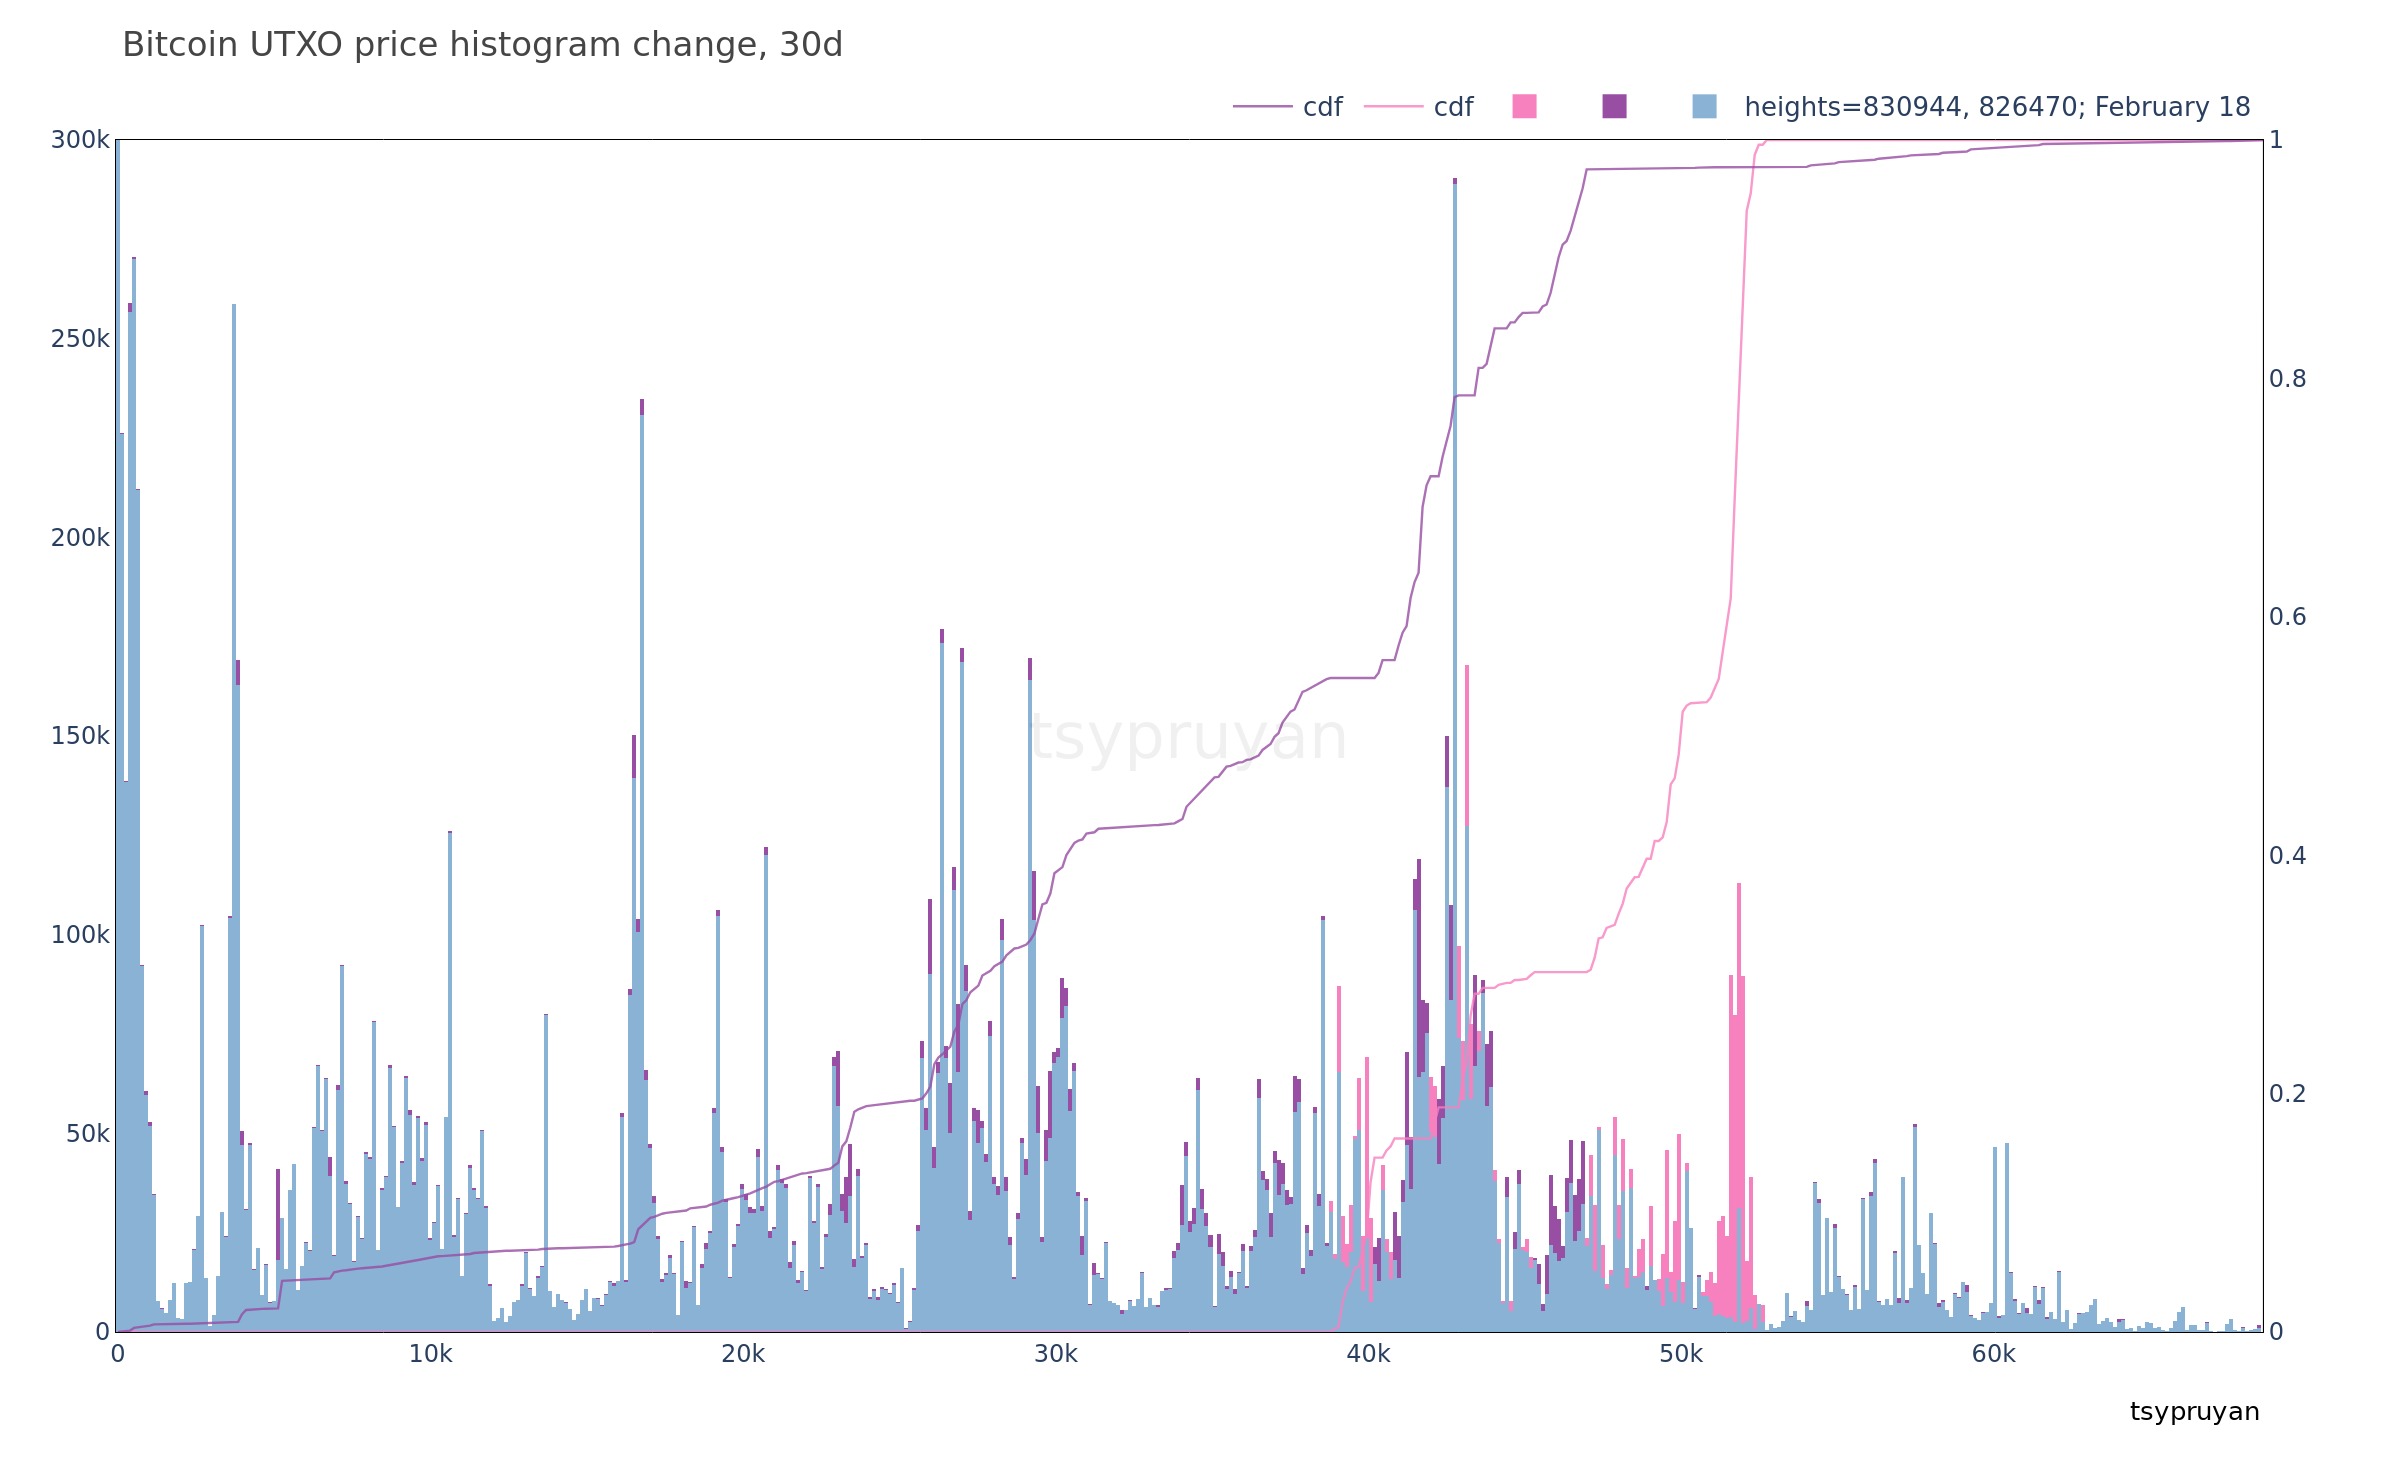 Bitcoin UTXO price histogram change, 30d
cdf cdf heights=830944, 826470; February 18
300k
250k
200k
150k
100k
50k
0
1
0.8
0.6
0.4
0.2
0
tsypruyan
0 10k 20k 30k 40k 50k 60k
tsypruyan